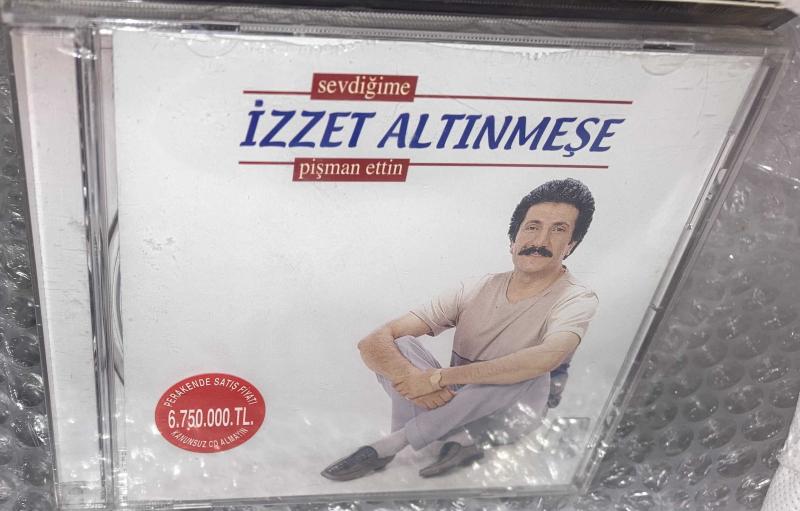 sevdiğime
İZZET ALTINMEŞE
pişman ettin
PERAKENDE SATIŞ FİYATI
6.750.000.TL.
KANUNSUZ CD ALMAYIN